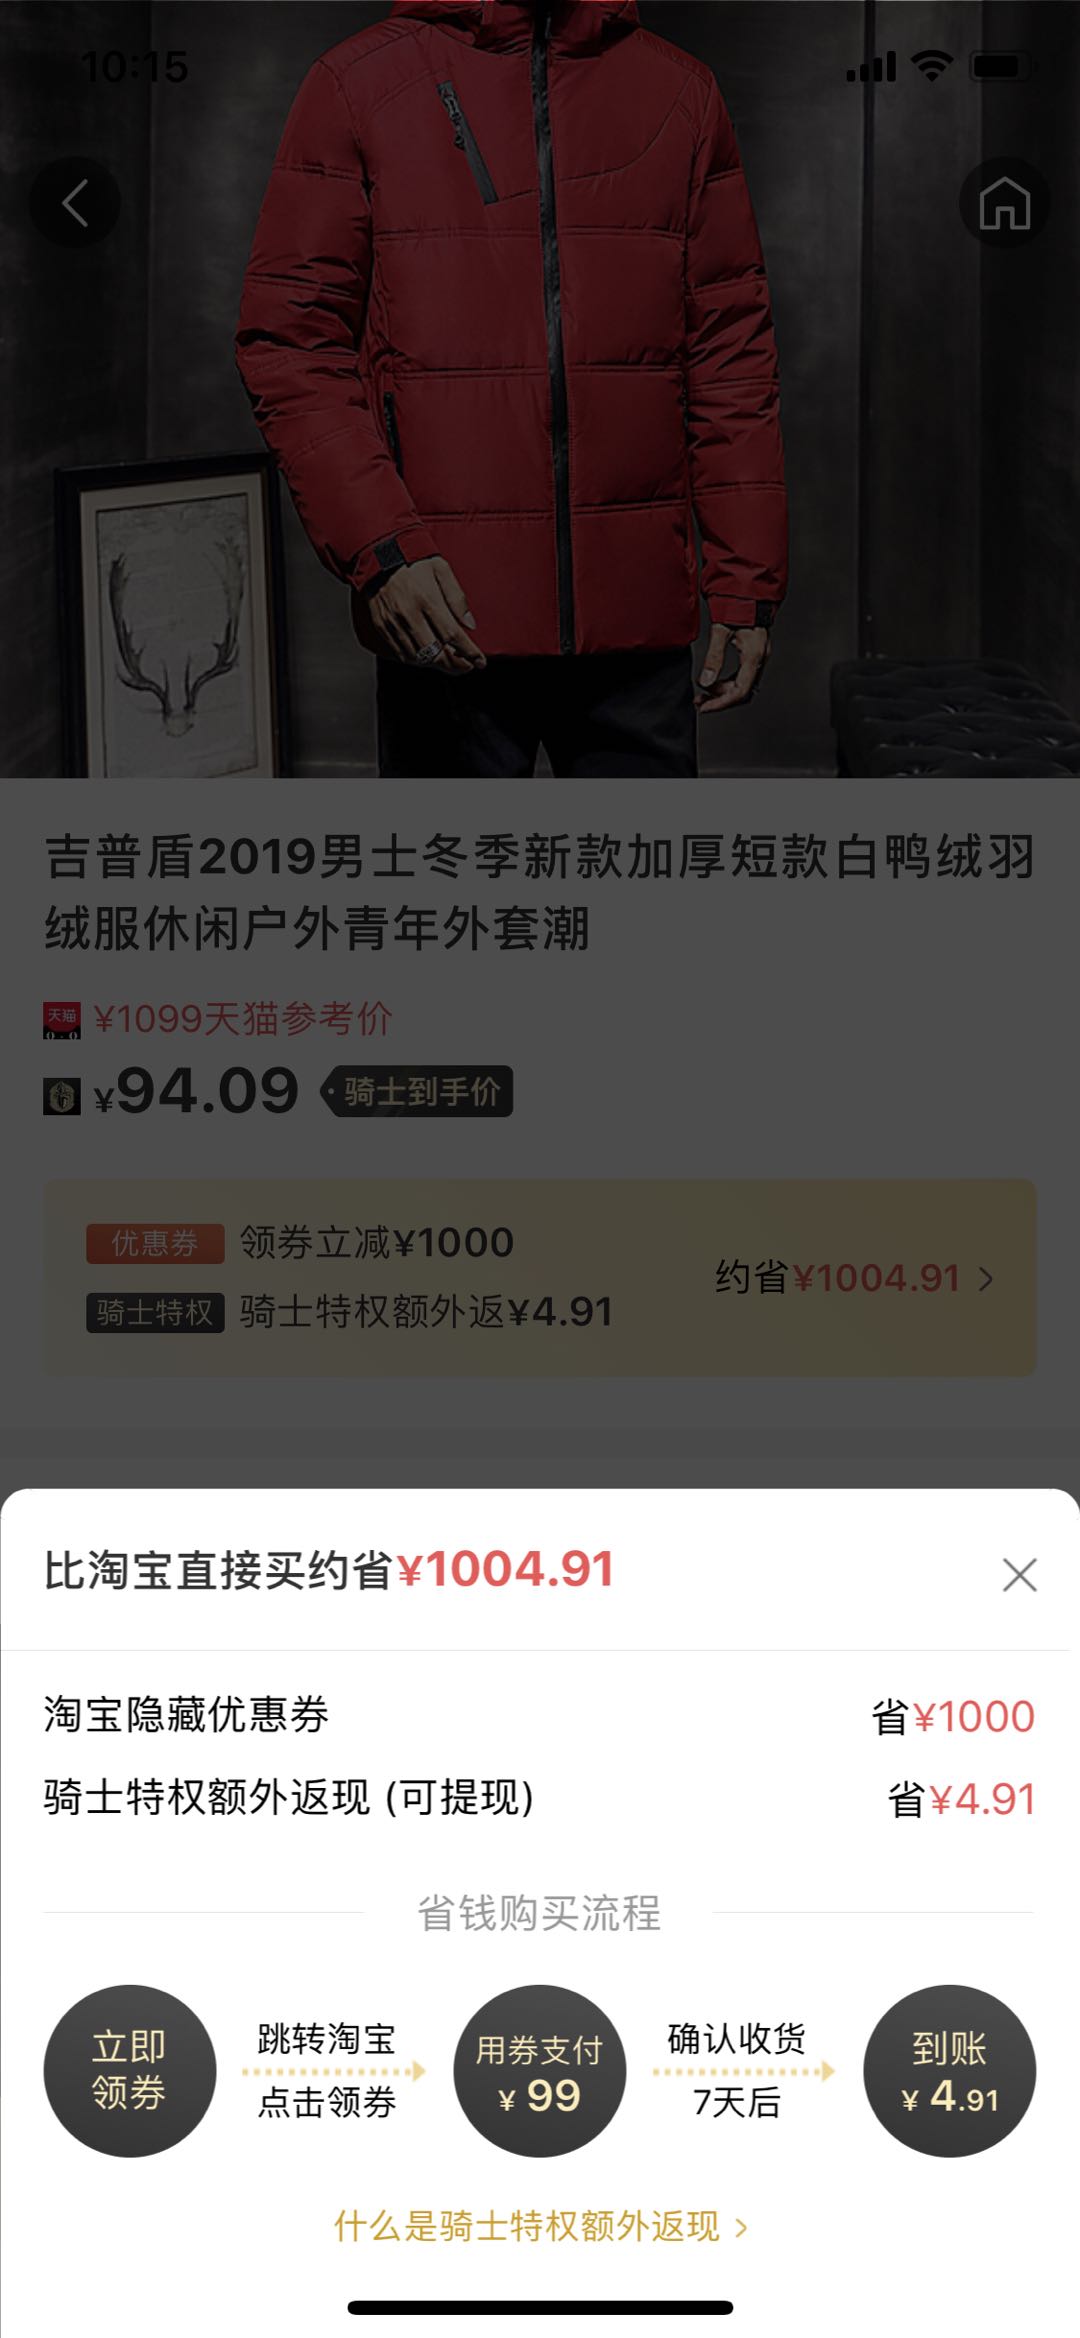 10:15
吉普盾2019男士冬季新款加厚短款白鸭绒羽
绒服休闲户外青年外套潮
天猫 ¥1099天猫参考价
¥94.09 骑士到手价
优惠券 领券立减¥1000
约省¥1004.91 >
骑士特权 骑士特权额外返¥4.91
比淘宝直接买约省¥1004.91
淘宝隐藏优惠券 省¥1000
骑士特权额外返现 (可提现) 省¥4.91
省钱购买流程
立即
领券
跳转淘宝
点击领券
用券支付
¥ 99
确认收货
7天后
到账
¥ 4.91
什么是骑士特权额外返现 >